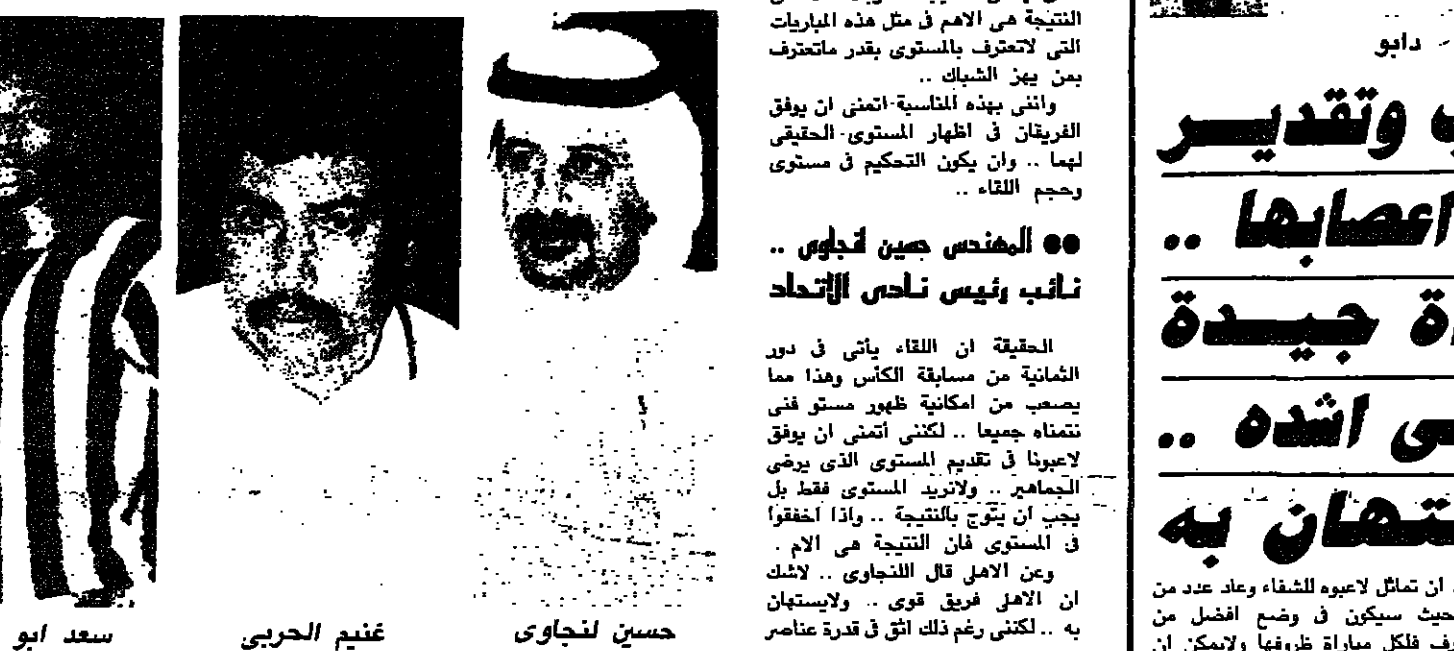 دابو
وتقديـــر
اعصابها ..
جيـــدة
اشده ..
به
ان تماثل لاعبوه للشفاء وعاد عدد من
حيث سيكون فى وضع افضل من
فلكل مباراة ظروفها ولايمكن ان
النتيجة هى الاهم فى مثل هذه المباريات
التى لاتعترف بالمستوى بقدر ماتعترف
بمن يهز الشباك ..
واننى بهذه المناسبة اتمنى ان يوفق
الفريقان فى اظهار المستوى الحقيقى
لهما .. وان يكون التحكيم فى مستوى
وحجم اللقاء ..
●● المهندس حسين لنجاوى ..
نـائب رئيس نـادى الاتحاد
الحقيقة ان اللقاء يأتى فى دور
الثمانية من مسابقة الكأس وهذا مما
يصعب من امكانية ظهور مستو فنى
نتمناه جميعا .. لكننى أتمنى ان يوفق
لاعبونا فى تقديم المستوى الذى يرضى
الجماهير .. ولانريد المستوى فقط بل
يجب ان يتوج بالنتيجة .. واذا اخفقوا
فى المستوى فان النتيجة هى الام .
وعن الاهلى قال اللنجاوى .. لاشك
ان الاهلى فريق قوى .. ولايستهان
به .. لكننى رغم ذلك اثق فى قدرة عناصر
حسين لنجاوى
غنيم الحربى
سعد ابو